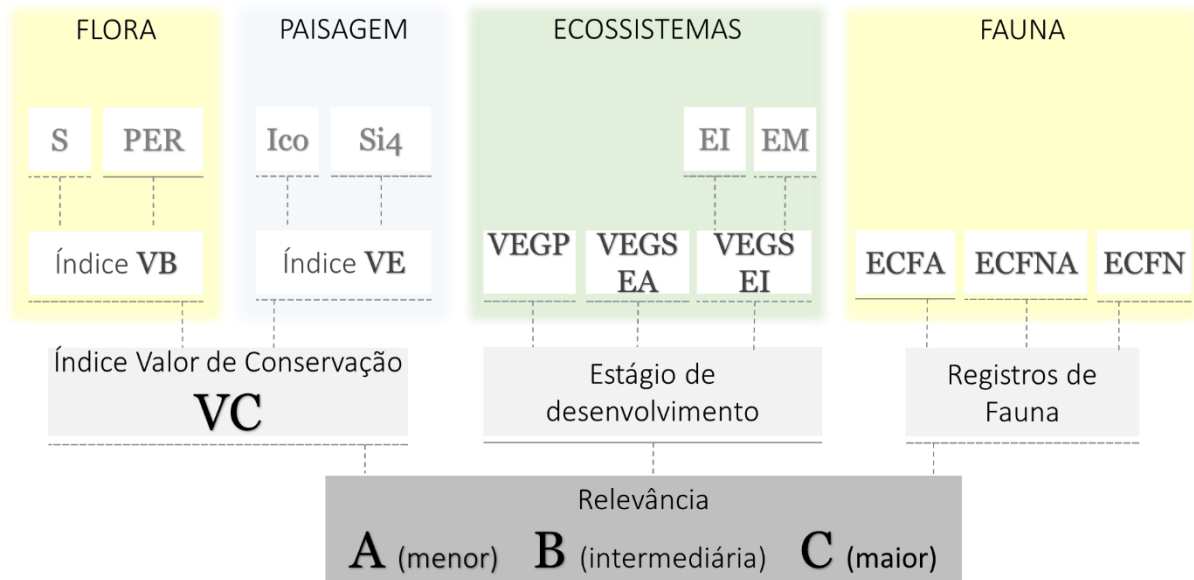 FLORA
PAISAGEM
ECOSSISTEMAS
FAUNA
S
PER
Ico
Si4
EI
EM
Índice VB
Índice VE
VEGP
VEGS
EA
VEGS
EI
ECFA
ECFNA
ECFN
Índice Valor de Conservação
VC
Estágio de
desenvolvimento
Registros de
Fauna
Relevância
A (menor) B (intermediária) C (maior)